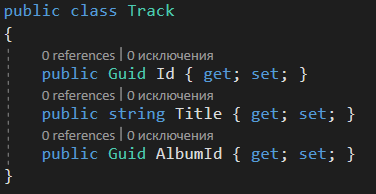 public class Track
{
0 references | 0 исключения
public Guid Id { get; set; }
0 references | 0 исключения
public string Title { get; set; }
0 references | 0 исключения
public Guid AlbumId { get; set; }
}